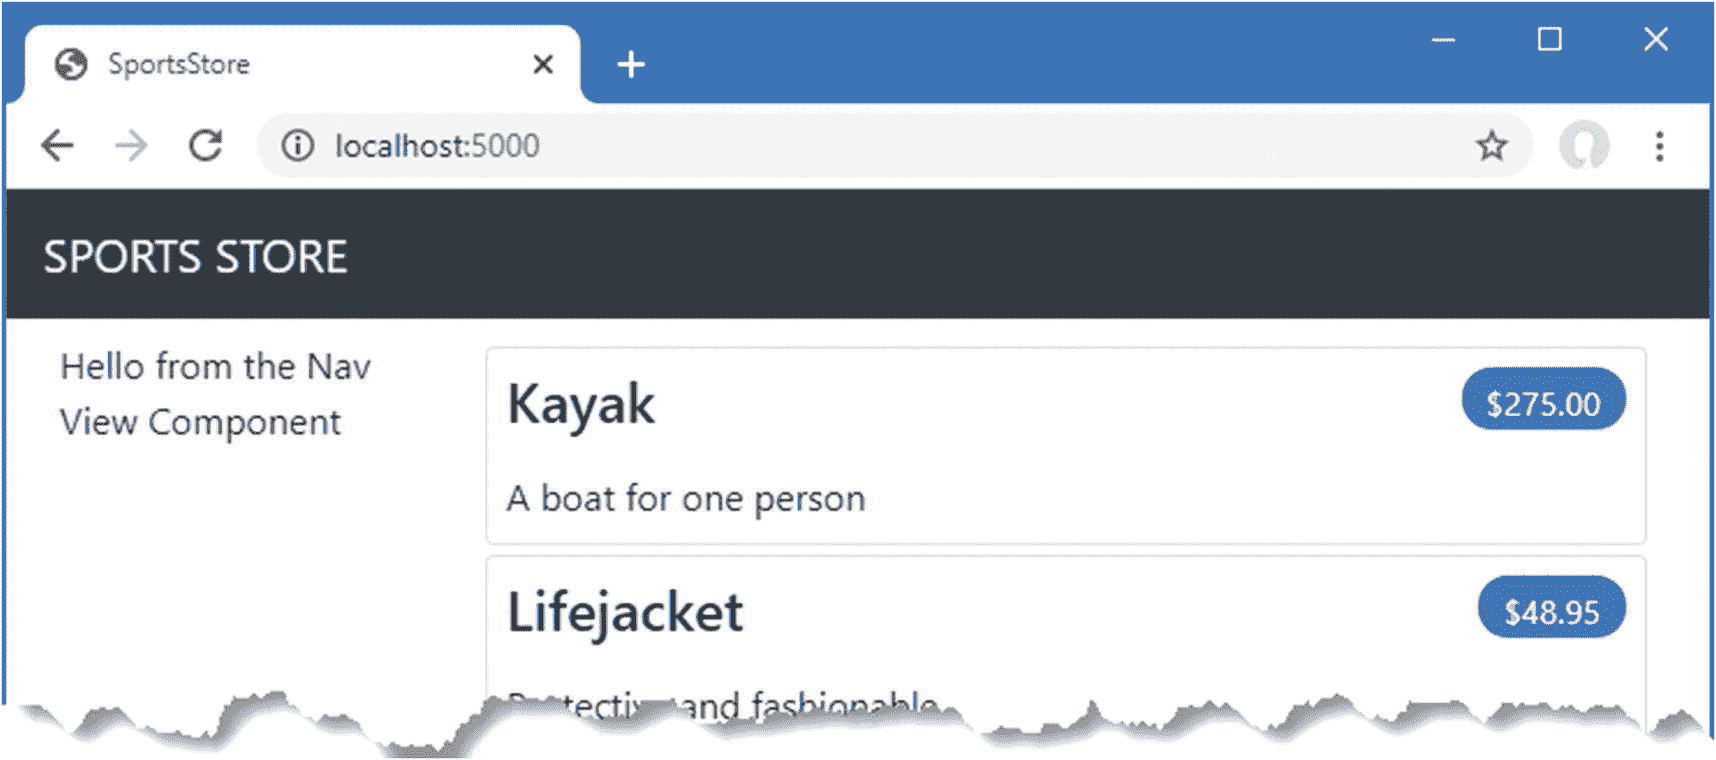 SportsStore
localhost:5000
SPORTS STORE
Hello from the Nav
View Component
Kayak
$275.00
A boat for one person
Lifejacket
$48.95
Protective and fashionable